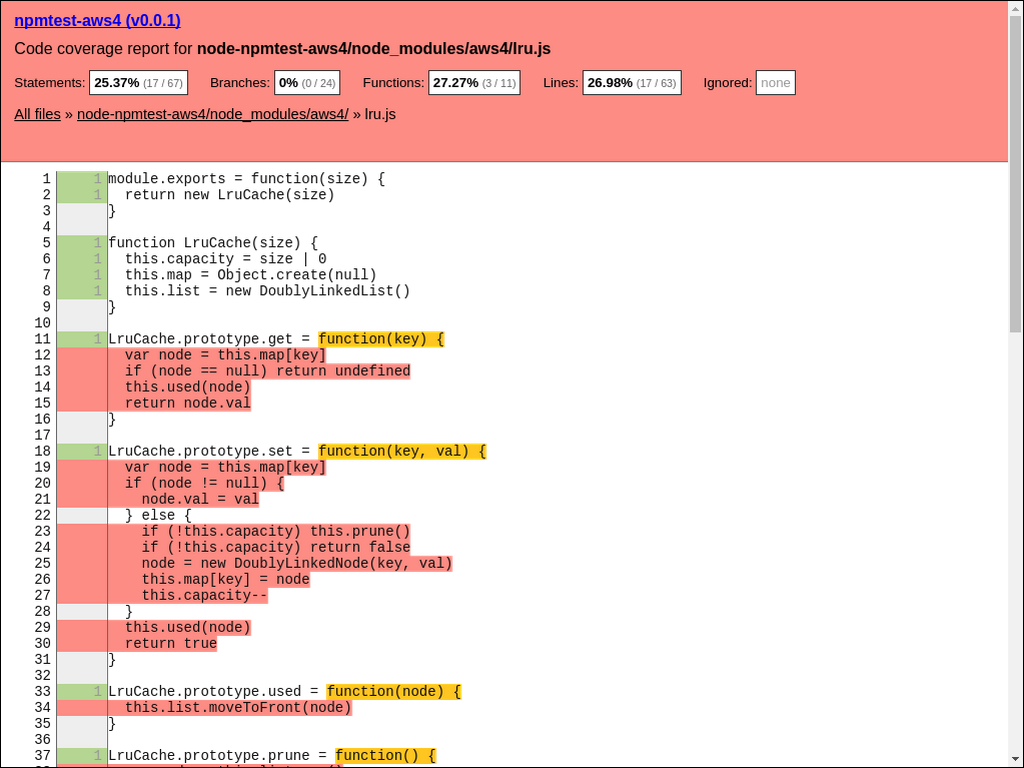 npmtest-aws4 (v0.0.1)
Code coverage report for node-npmtest-aws4/node_modules/aws4/lru.js
Statements: 25.37% (17 / 67) Branches: 0% (0 / 24) Functions: 27.27% (3 / 11) Lines: 26.98% (17 / 63) Ignored: none
All files » node-npmtest-aws4/node_modules/aws4/ » lru.js
1 1 module.exports = function(size) {
2 1 return new LruCache(size)
3 }
4
5 1 function LruCache(size) {
6 1 this.capacity = size | 0
7 1 this.map = Object.create(null)
8 1 this.list = new DoublyLinkedList()
9 }
10
11 1 LruCache.prototype.get = function(key) {
12 var node = this.map[key]
13 if (node == null) return undefined
14 this.used(node)
15 return node.val
16 }
17
18 1 LruCache.prototype.set = function(key, val) {
19 var node = this.map[key]
20 if (node != null) {
21 node.val = val
22 } else {
23 if (!this.capacity) this.prune()
24 if (!this.capacity) return false
25 node = new DoublyLinkedNode(key, val)
26 this.map[key] = node
27 this.capacity--
28 }
29 this.used(node)
30 return true
31 }
32
33 1 LruCache.prototype.used = function(node) {
34 this.list.moveToFront(node)
35 }
36
37 1 LruCache.prototype.prune = function() {